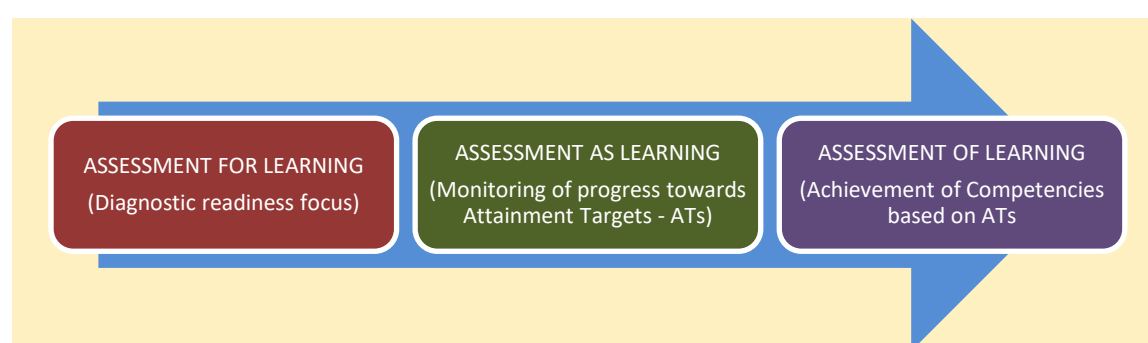 ASSESSMENT FOR LEARNING
(Diagnostic readiness focus)
ASSESSMENT AS LEARNING
(Monitoring of progress towards
Attainment Targets - ATs)
ASSESSMENT OF LEARNING
(Achievement of Competencies
based on ATs